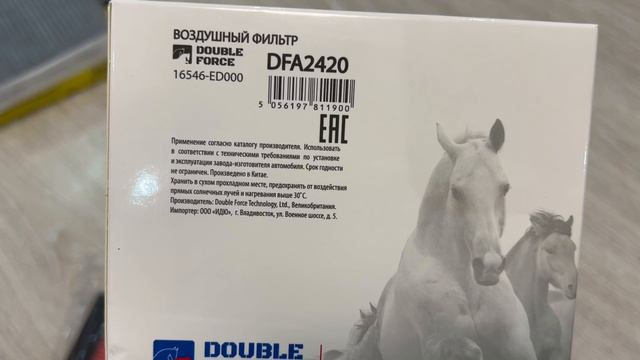 ВОЗДУШНЫЙ ФИЛЬТР
DOUBLE
FORCE
DFA2420
16546-ED000
5 056197 811900
EAC
Применение согласно каталогу производителя. Использовать
в соответствии с техническими требованиями по установке
и эксплуатации завода-изготовителя автомобиля. Срок годности
не ограничен. Произведено в Китае.
Хранить в сухом прохладном месте, предохранять от воздействия
прямых солнечных лучей и нагревания выше 30˚С.
Производитель: Double Force Technology, Ltd., Великобритания.
Импортер: ООО «ИДЮ», г. Владивосток, ул. Военное шоссе, д. 5.
DOUBLE